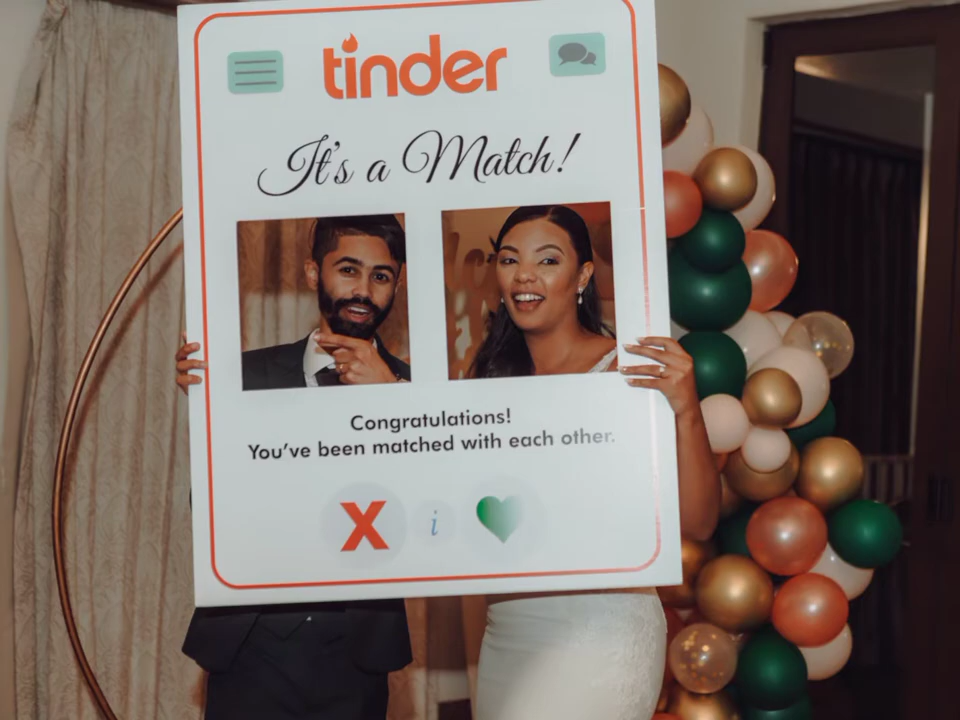 tinder
It's a Match!
Congratulations!
You've been matched with each other.
X i